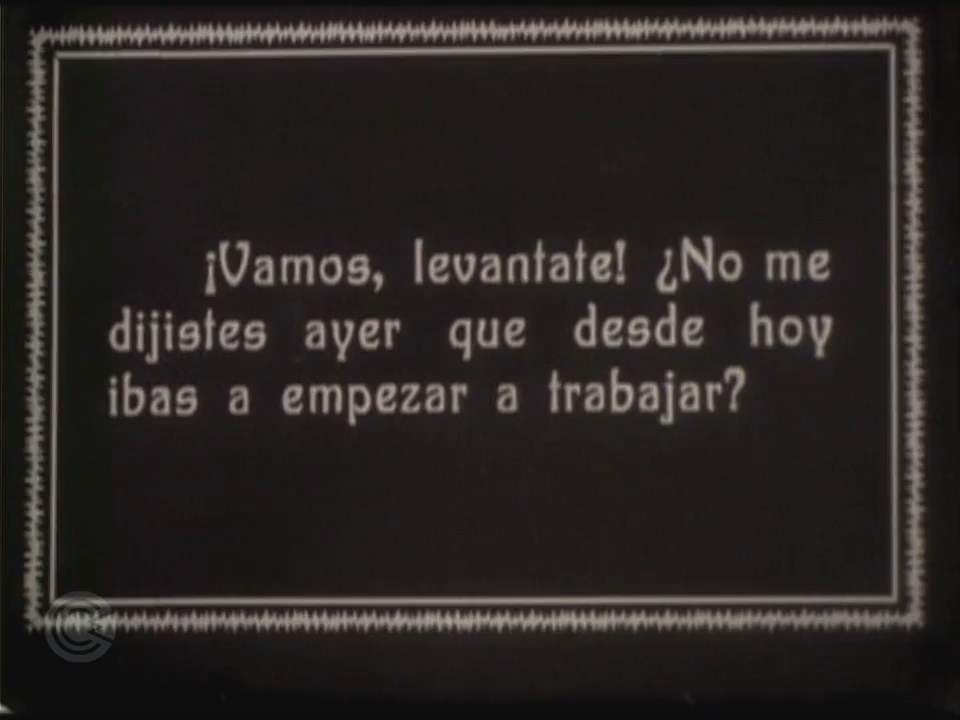 ¡Vamos, levantate! ¿No me
dijistes ayer que desde hoy
ibas a empezar a trabajar?